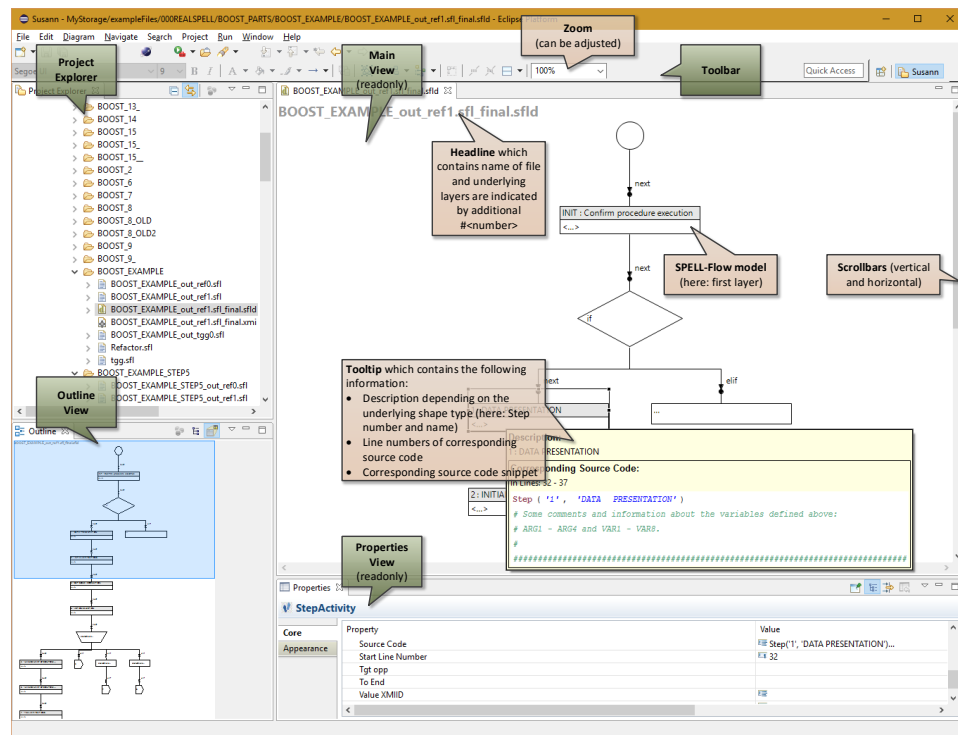 Susann - MyStorage/exampleFiles/000REALSPELL/BOOST_PARTS/BOOST_EXAMPLE/BOOST_EXAMPLE_out_ref1.sfl_final.sfld - Eclipse Platform
File Edit Diagram Navigate Search Project Run Window Help
Zoom
(can be adjusted)
Main
View
(readonly)
Project
Explorer
Toolbar
Segoe 9 B I A 100% Quick Access Susann
Project Explorer
BOOST_13_
BOOST_14
BOOST_15
BOOST_15_
BOOST_15__
BOOST_2
BOOST_6
BOOST_7
BOOST_8
BOOST_8_OLD
BOOST_8_OLD2
BOOST_9
BOOST_9_
BOOST_EXAMPLE
BOOST_EXAMPLE_out_ref0.sfl
BOOST_EXAMPLE_out_ref1.sfl
BOOST_EXAMPLE_out_ref1.sfl_final.sfld
BOOST_EXAMPLE_out_ref1.sfl_final.xmi
BOOST_EXAMPLE_out_tgg0.sfl
Refactor.sfl
tgg.sfl
BOOST_EXAMPLE_STEP5
BOOST_EXAMPLE_STEP5_out_ref0.sfl
BOOST_EXAMPLE_STEP5_out_ref1.sfl
Outline
View
Outline
BOOST_EXAMPLE_out_ref1.sfl_final.sfld
BOOST_EXAMPLE_out_ref1.sfl_final.sfld
Headline which
contains name of file
and underlying
layers are indicated
by additional
#<number>
next
INIT : Confirm procedure execution
<...>
SPELL-Flow model
(here: first layer)
Scrollbars (vertical
and horizontal)
next
if
next
elif
...
Tooltip which contains the following
information:
• Description depending on the
underlying shape type (here: Step
number and name)
• Line numbers of corresponding
source code
• Corresponding source code snippet
1 : DATA PRESENTATION
<...>
2 : INITIA
<...>
Description:
1 : DATA PRESENTATION
Corresponding Source Code:
In Lines: 32 - 37
Step ( '1' , 'DATA PRESENTATION' )
# Some comments and information about the variables defined above:
# ARG1 - ARG4 and VAR1 - VAR8.
#
Properties
View
(readonly)
Properties
StepActivity
Core
Appearance
Property Value
Source Code Step('1', 'DATA PRESENTATION')...
Start Line Number 32
Tgt opp
To End
Value XMIID